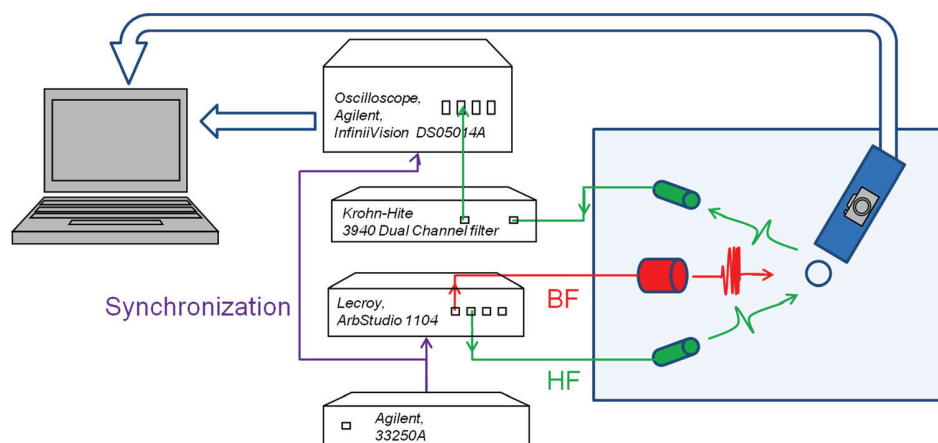 Oscilloscope,
Agilent,
InfiniiVision DS05014A
Krohn-Hite
3940 Dual Channel filter
Synchronization
Lecroy,
ArbStudio 1104
BF
HF
Agilent,
33250A